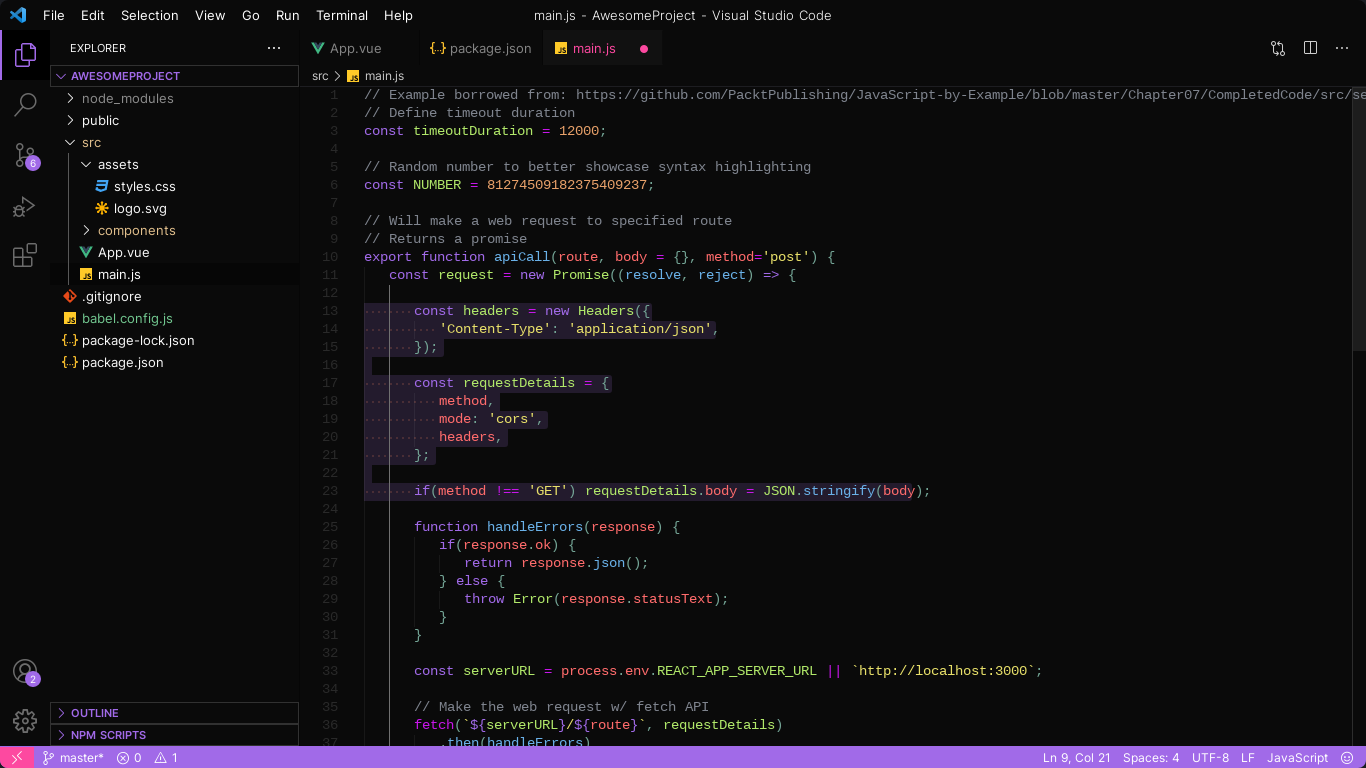 File Edit Selection View Go Run Terminal Help main.js - AwesomeProject - Visual Studio Code
EXPLORER
App.vue package.json main.js
AWESOMEPROJECT
src main.js
node_modules
public
src
assets
styles.css
logo.svg
components
App.vue
main.js
.gitignore
babel.config.js
package-lock.json
package.json
6
2
OUTLINE
NPM SCRIPTS
1 // Example borrowed from: https://github.com/PacktPublishing/JavaScript-by-Example/blob/master/Chapter07/CompletedCode/src/se
2 // Define timeout duration
3 const timeoutDuration = 12000;
4
5 // Random number to better showcase syntax highlighting
6 const NUMBER = 81274509182375409237;
7
8 // Will make a web request to specified route
9 // Returns a promise
10 export function apiCall(route, body = {}, method='post') {
11 const request = new Promise((resolve, reject) => {
12
13 const headers = new Headers({
14 'Content-Type': 'application/json',
15 });
16
17 const requestDetails = {
18 method,
19 mode: 'cors',
20 headers,
21 };
22
23 if(method !== 'GET') requestDetails.body = JSON.stringify(body);
24
25 function handleErrors(response) {
26 if(response.ok) {
27 return response.json();
28 } else {
29 throw Error(response.statusText);
30 }
31 }
32
33 const serverURL = process.env.REACT_APP_SERVER_URL || `http://localhost:3000`;
34
35 // Make the web request w/ fetch API
36 fetch(`${serverURL}/${route}`, requestDetails)
37 .then(handleErrors)
master* 0 1 Ln 9, Col 21 Spaces: 4 UTF-8 LF JavaScript